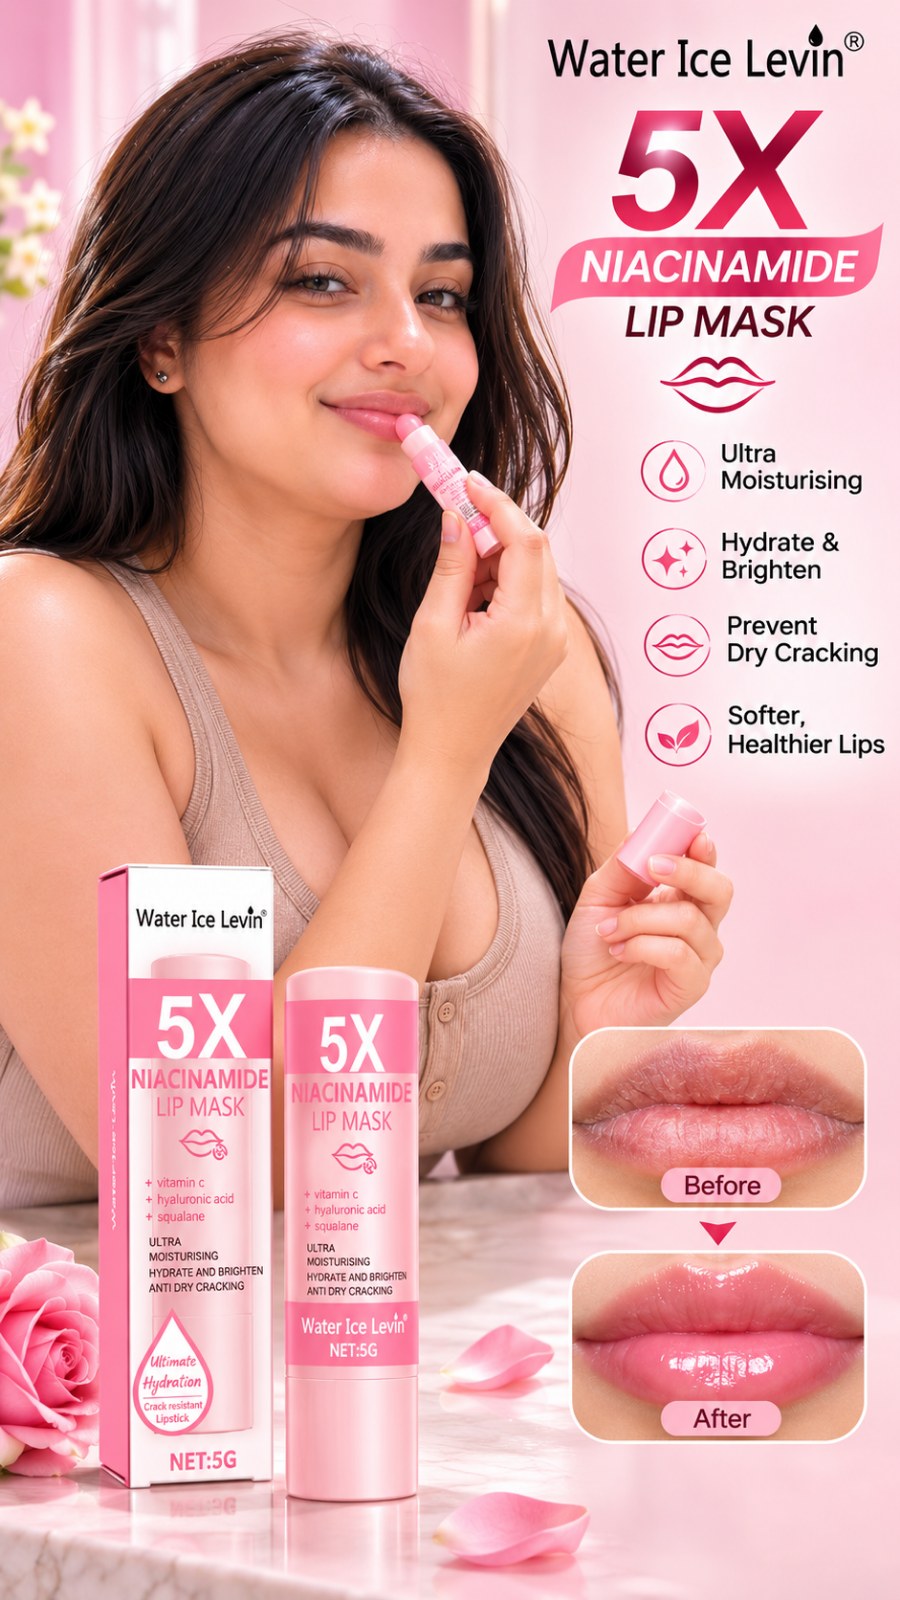 Water Ice Levin®
5X
NIACINAMIDE
LIP MASK
Ultra
Moisturising
Hydrate &
Brighten
Prevent
Dry Cracking
Softer,
Healthier Lips
Water Ice Levin®
5X
NIACINAMIDE
LIP MASK
+ vitamin c
+ hyaluronic acid
+ squalane
ULTRA
MOISTURISING
HYDRATE AND BRIGHTEN
ANTI DRY CRACKING
Ultimate
Hydration
Crack resistant
Lipstick
NET:5G
5X
NIACINAMIDE
LIP MASK
+ vitamin c
+ hyaluronic acid
+ squalane
ULTRA
MOISTURISING
HYDRATE AND BRIGHTEN
ANTI DRY CRACKING
Water Ice Levin®
NET:5G
Before
After